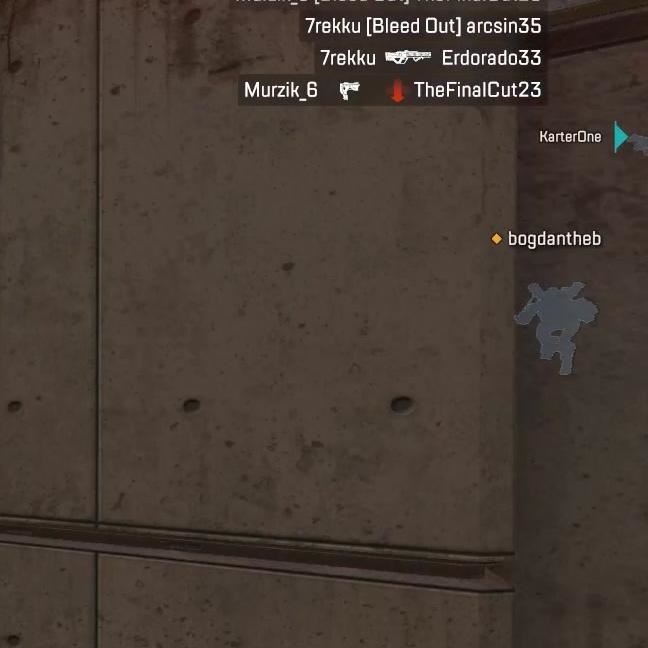 7rekku [Bleed Out] arcsin35
7rekku Erdorado33
Murzik_6 TheFinalCut23
KarterOne
bogdantheb